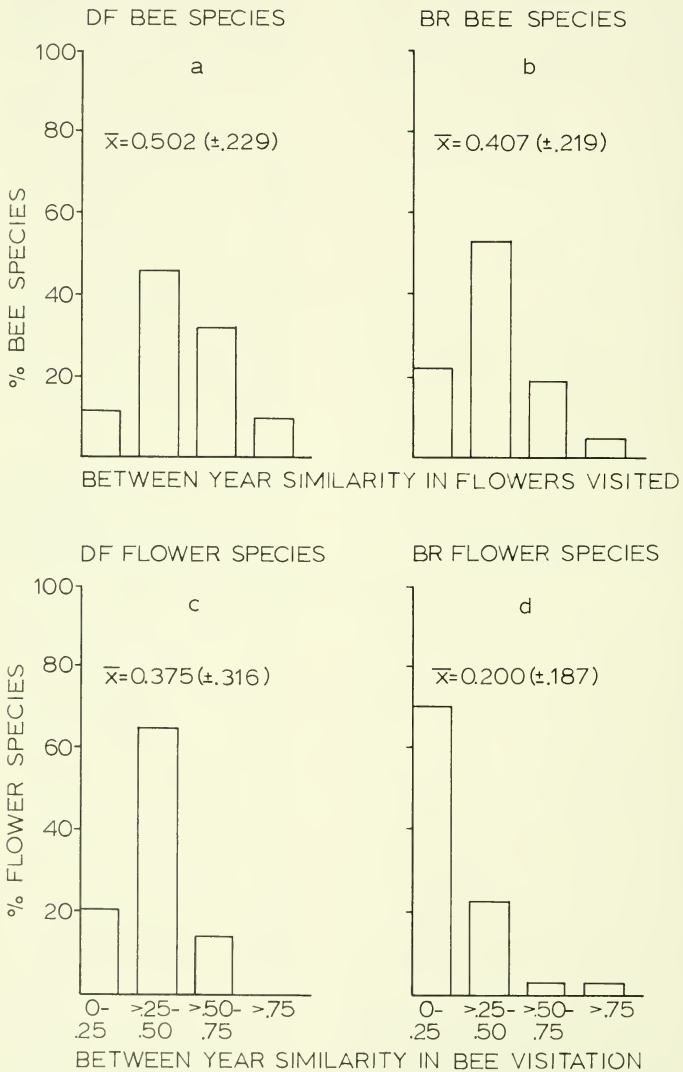 DF BEE SPECIES
BR BEE SPECIES
100
80
60
40
20
% BEE SPECIES
a
x̄=0.502 (±.229)
b
x̄=0.407 (±.219)
BETWEEN YEAR SIMILARITY IN FLOWERS VISITED
DF FLOWER SPECIES
BR FLOWER SPECIES
100
80
60
40
20
% FLOWER SPECIES
c
x̄=0.375 (±.316)
d
x̄=0.200 (±.187)
0-.25
>.25-.50
>.50-.75
>.75
0-.25
>.25-.50
>.50-.75
>.75
BETWEEN YEAR SIMILARITY IN BEE VISITATION